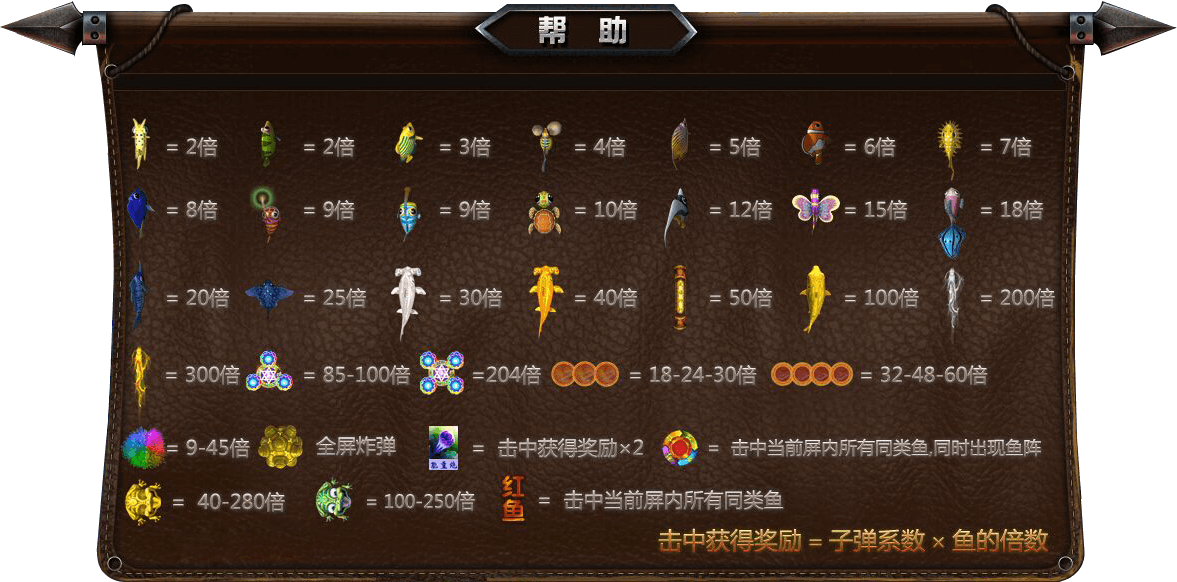 帮 助
= 2倍 = 2倍 = 3倍 = 4倍 = 5倍 = 6倍 = 7倍
= 8倍 = 9倍 = 9倍 = 10倍 = 12倍 = 15倍 = 18倍
= 20倍 = 25倍 = 30倍 = 40倍 = 50倍 = 100倍 = 200倍
= 300倍 = 85-100倍 =204倍 = 18-24-30倍 = 32-48-60倍
= 9-45倍 全屏炸弹 能量炮 = 击中获得奖励×2 = 击中当前屏内所有同类鱼,同时出现鱼阵
= 40-280倍 = 100-250倍 红鱼 = 击中当前屏内所有同类鱼
击中获得奖励 = 子弹系数 × 鱼的倍数